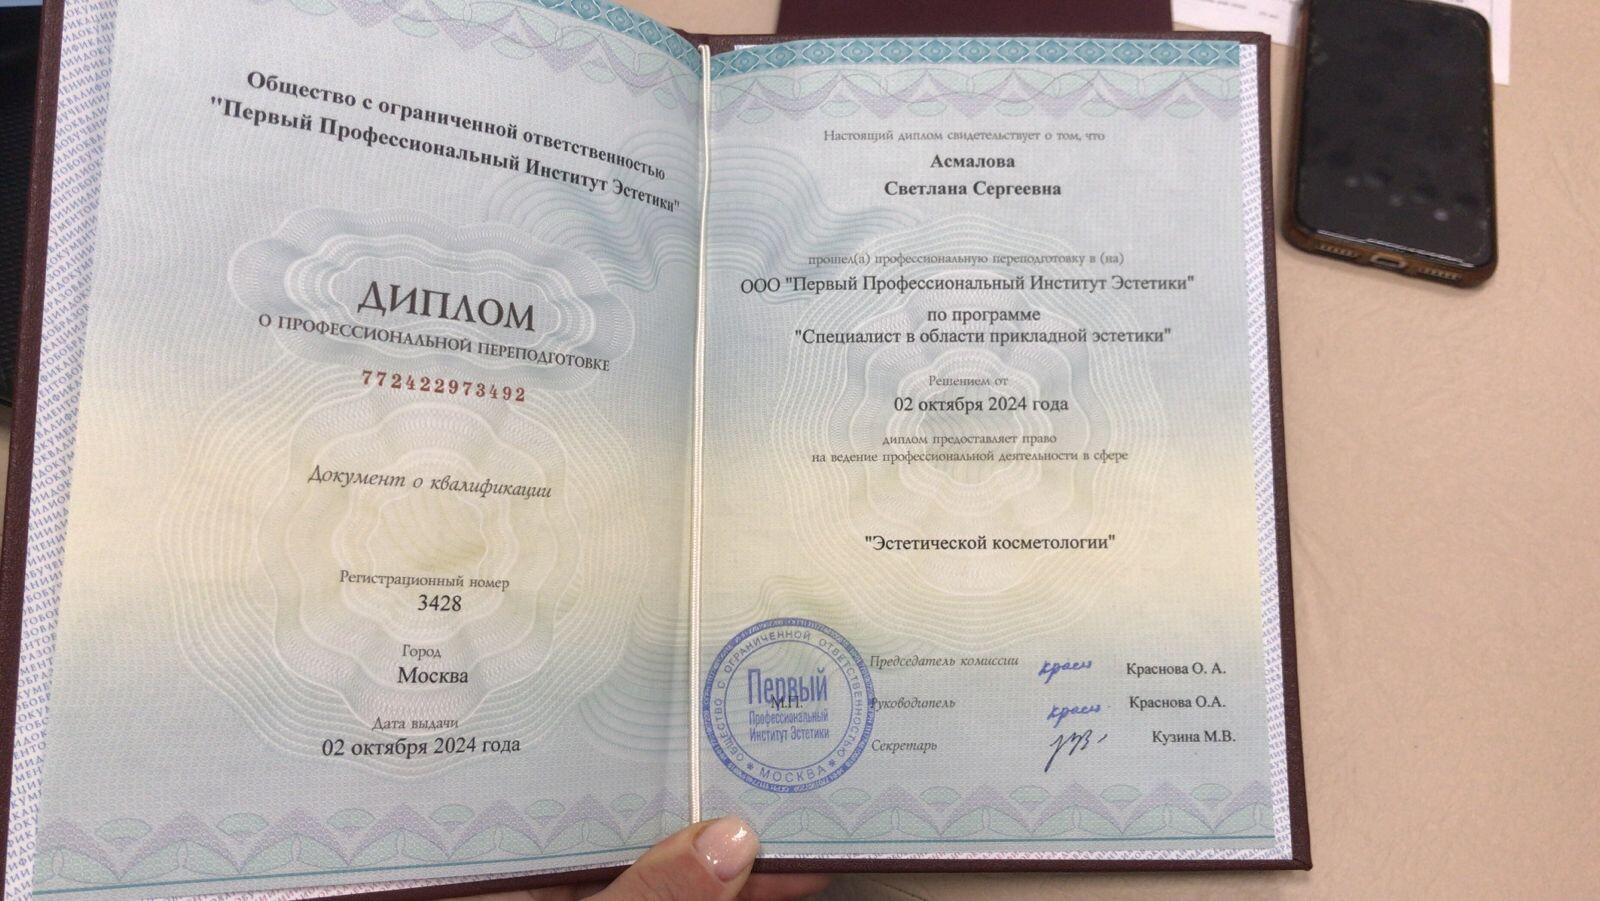 Общество с ограниченной ответственностью
"Первый Профессиональный Институт Эстетики"
ДИПЛОМ
О ПРОФЕССИОНАЛЬНОЙ ПЕРЕПОДГОТОВКЕ
772422973492
Документ о квалификации
Регистрационный номер
3428
Город
Москва
Дата выдачи
02 октября 2024 года
Настоящий диплом свидетельствует о том, что
Асмалова
Светлана Сергеевна
прошел(а) профессиональную переподготовку в (на)
ООО "Первый Профессиональный Институт Эстетики"
по программе
"Специалист в области прикладной эстетики"
Решением от
02 октября 2024 года
диплом предоставляет право
на ведение профессиональной деятельности в сфере
"Эстетической косметологии"
Председатель комиссии Краснова О. А.
Руководитель Краснова О.А.
Секретарь Кузина М.В.
М.П.
ОБЩЕСТВО С ОГРАНИЧЕННОЙ ОТВЕТСТВЕННОСТЬЮ
Первый
Профессиональный
Институт Эстетики
МОСКВА